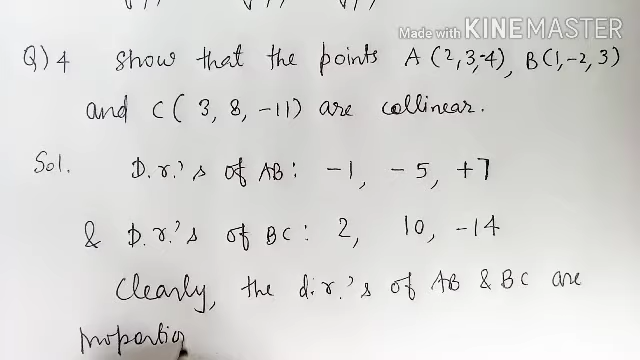 Made with KINEMASTER
Q) 4 show that the points A (2,3,-4), B(1,-2,3)
and C( 3, 8, -11) are collinear.
Sol. D.r.'s of AB: -1, -5, +7
& D.r.'s of BC: 2, 10, -14
Clearly, the d.r.'s of AB & BC are
proportio